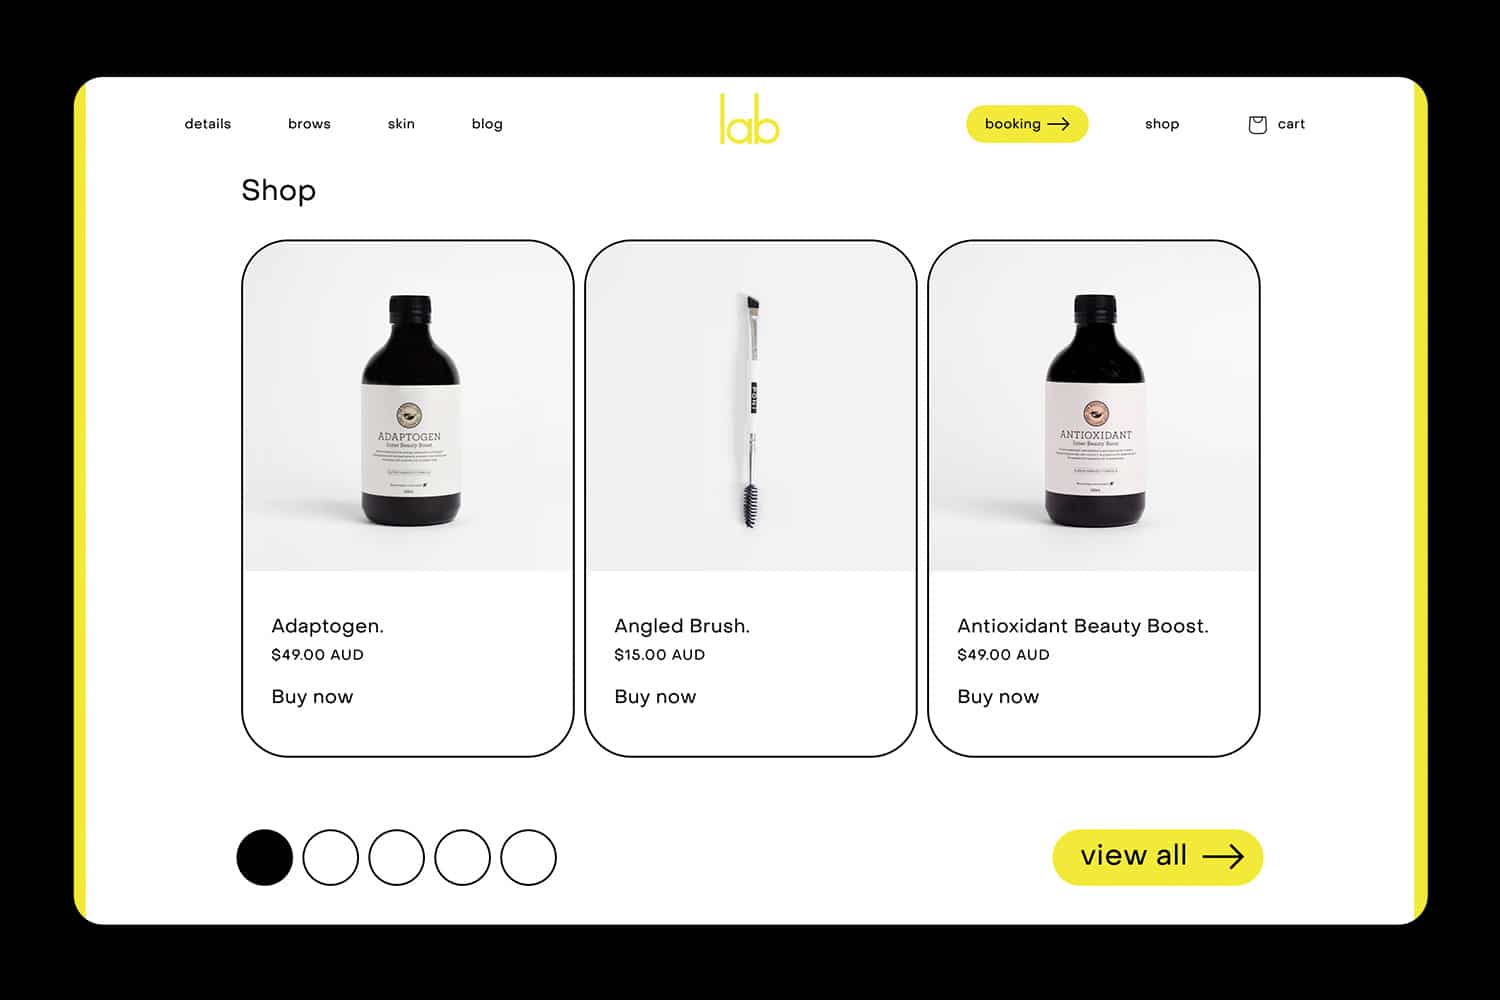 details brows skin blog lab booking shop cart
Shop
ADAPTOGEN
Inner Beauty Boost
PONI
ANTIOXIDANT
Inner Beauty Boost
Adaptogen.
$49.00 AUD
Buy now
Angled Brush.
$15.00 AUD
Buy now
Antioxidant Beauty Boost.
$49.00 AUD
Buy now
view all